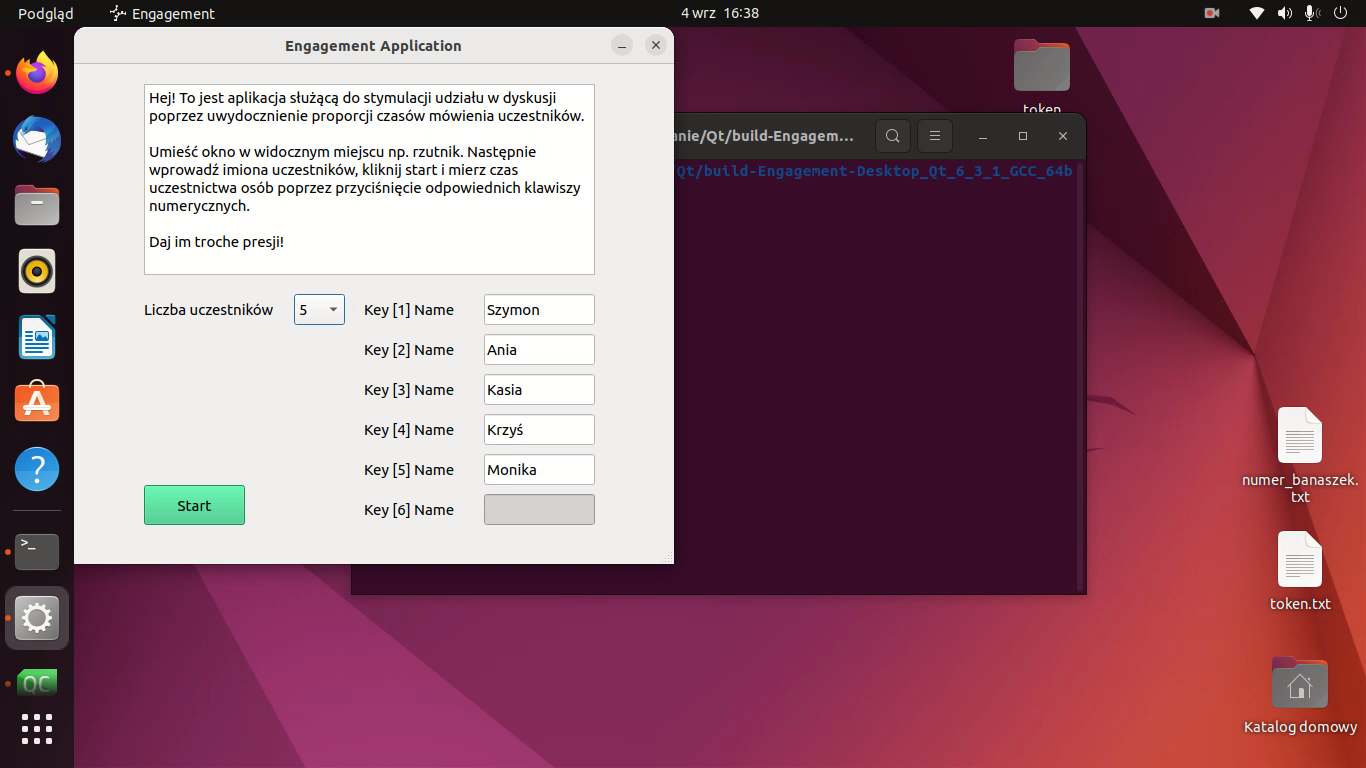 Podgląd
Engagement
4 wrz 16:38
Engagement Application
Hej! To jest aplikacja służącą do stymulacji udziału w dyskusji
poprzez uwydocznienie proporcji czasów mówienia uczestników.
Umieść okno w widocznym miejscu np. rzutnik. Następnie
wprowadź imiona uczestników, kliknij start i mierz czas
uczestnictwa osób poprzez przyciśnięcie odpowiednich klawiszy
numerycznych.
Daj im troche presji!
Liczba uczestników
5
Key [1] Name
Szymon
Key [2] Name
Ania
Key [3] Name
Kasia
Key [4] Name
Krzyś
Key [5] Name
Monika
Key [6] Name
Start
anie/Qt/build-Engagem...
Qt/build-Engagement-Desktop_Qt_6_3_1_GCC_64b
token
numer_banaszek.
txt
token.txt
Katalog domowy
>_
?
QC